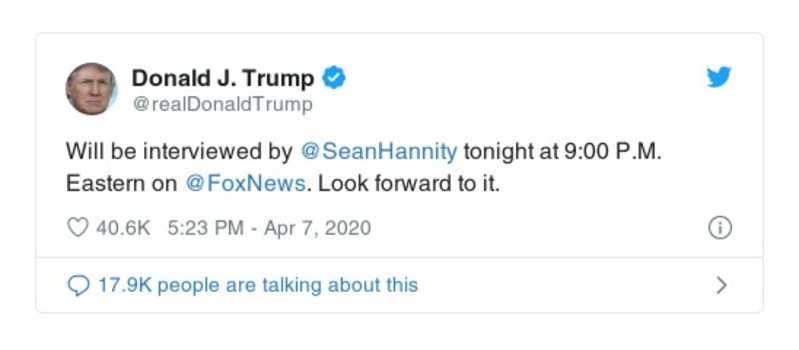 Donald J. Trump
@realDonaldTrump
Will be interviewed by @SeanHannity tonight at 9:00 P.M.
Eastern on @FoxNews. Look forward to it.
40.6K 5:23 PM - Apr 7, 2020
17.9K people are talking about this